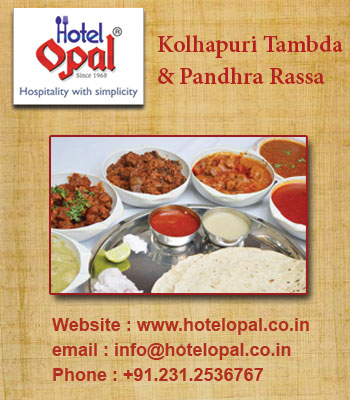 Hotel ®
Opal
Since 1968
Hospitality with simplicity
Kolhapuri Tambda
& Pandhra Rassa
Website : www.hotelopal.co.in
email : info@hotelopal.co.in
Phone : +91.231.2536767